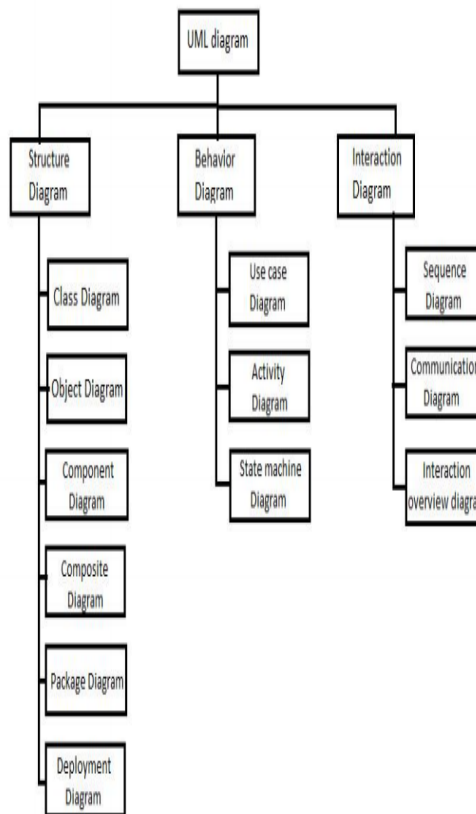 UML diagram
Structure
Diagram
Behavior
Diagram
Interaction
Diagram
Class Diagram
Object Diagram
Component
Diagram
Composite
Diagram
Package Diagram
Deployment
Diagram
Use case
Diagram
Activity
Diagram
State machine
Diagram
Sequence
Diagram
Communication
Diagram
Interaction
overview diagra